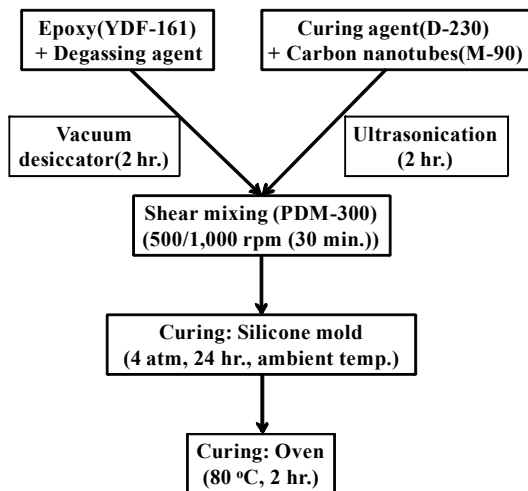 Epoxy(YDF-161)
+ Degassing agent
Curing agent(D-230)
+ Carbon nanotubes(M-90)
Vacuum
desiccator(2 hr.)
Ultrasonication
(2 hr.)
Shear mixing (PDM-300)
(500/1,000 rpm (30 min.))
Curing: Silicone mold
(4 atm, 24 hr., ambient temp.)
Curing: Oven
(80 ºC, 2 hr.)